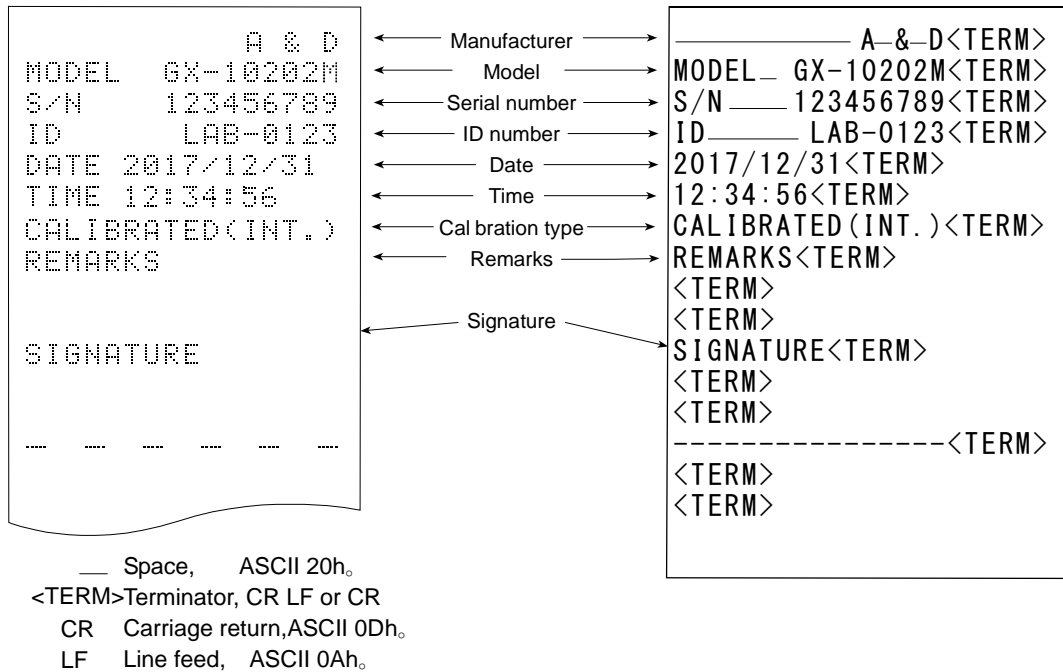 A & D
MODEL GX-10202M
S/N 123456789
ID LAB-0123
DATE 2017/12/31
TIME 12:34:56
CALIBRATED(INT.)
REMARKS
SIGNATURE
Manufacturer
Model
Serial number
ID number
Date
Time
Cal bration type
Remarks
Signature
A–&–D<TERM>
MODEL_ GX-10202M<TERM>
S/N ___ 123456789<TERM>
ID______ LAB-0123<TERM>
2017/12/31<TERM>
12:34:56<TERM>
CALIBRATED(INT.)<TERM>
REMARKS<TERM>
<TERM>
<TERM>
SIGNATURE<TERM>
<TERM>
<TERM>
----------------<TERM>
<TERM>
<TERM>
__ Space, ASCII 20h。
<TERM>Terminator, CR LF or CR
CR Carriage return,ASCII 0Dh。
LF Line feed, ASCII 0Ah。